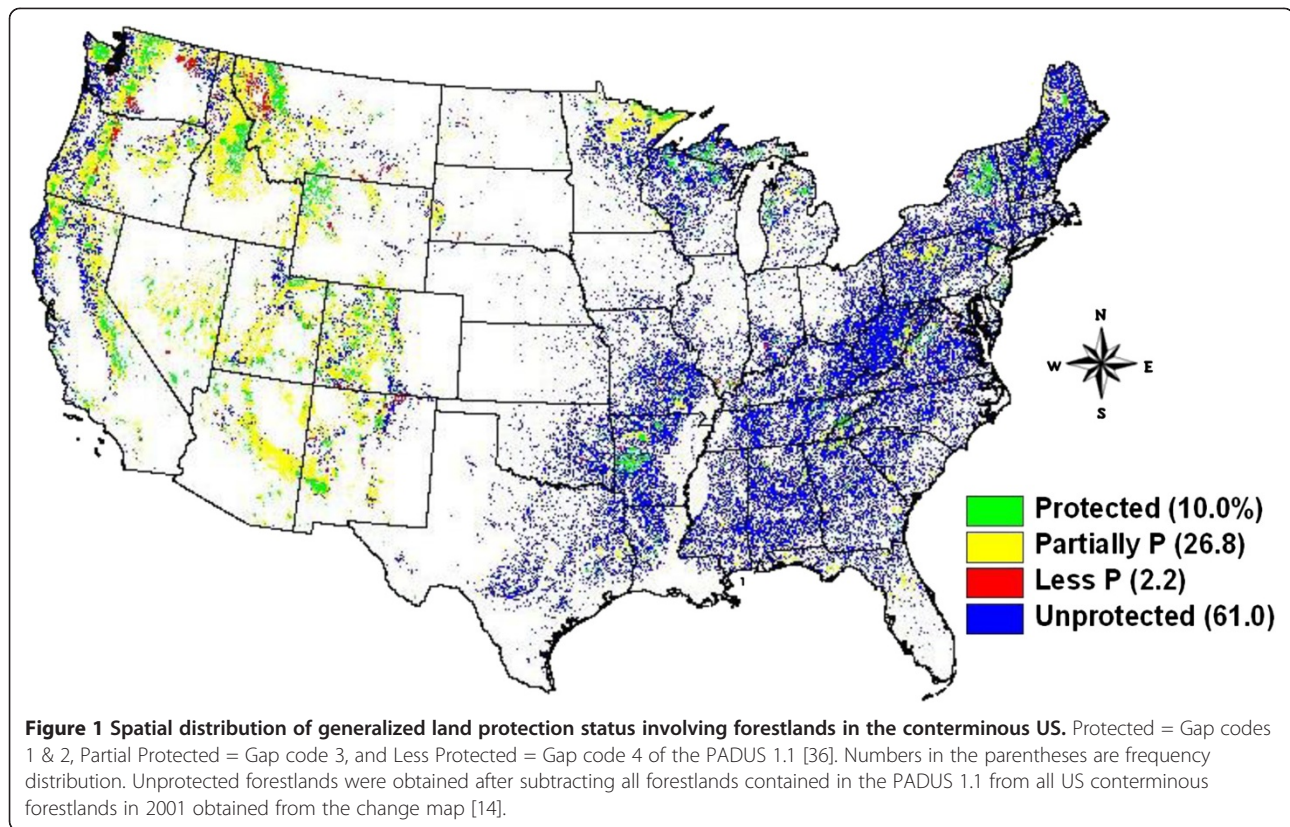 N
W E
S
Protected (10.0%)
Partially P (26.8)
Less P (2.2)
Unprotected (61.0)
1
Figure 1 Spatial distribution of generalized land protection status involving forestlands in the conterminous US. Protected = Gap codes
1 & 2, Partial Protected = Gap code 3, and Less Protected = Gap code 4 of the PADUS 1.1 [36]. Numbers in the parentheses are frequency
distribution. Unprotected forestlands were obtained after subtracting all forestlands contained in the PADUS 1.1 from all US conterminous
forestlands in 2001 obtained from the change map [14].